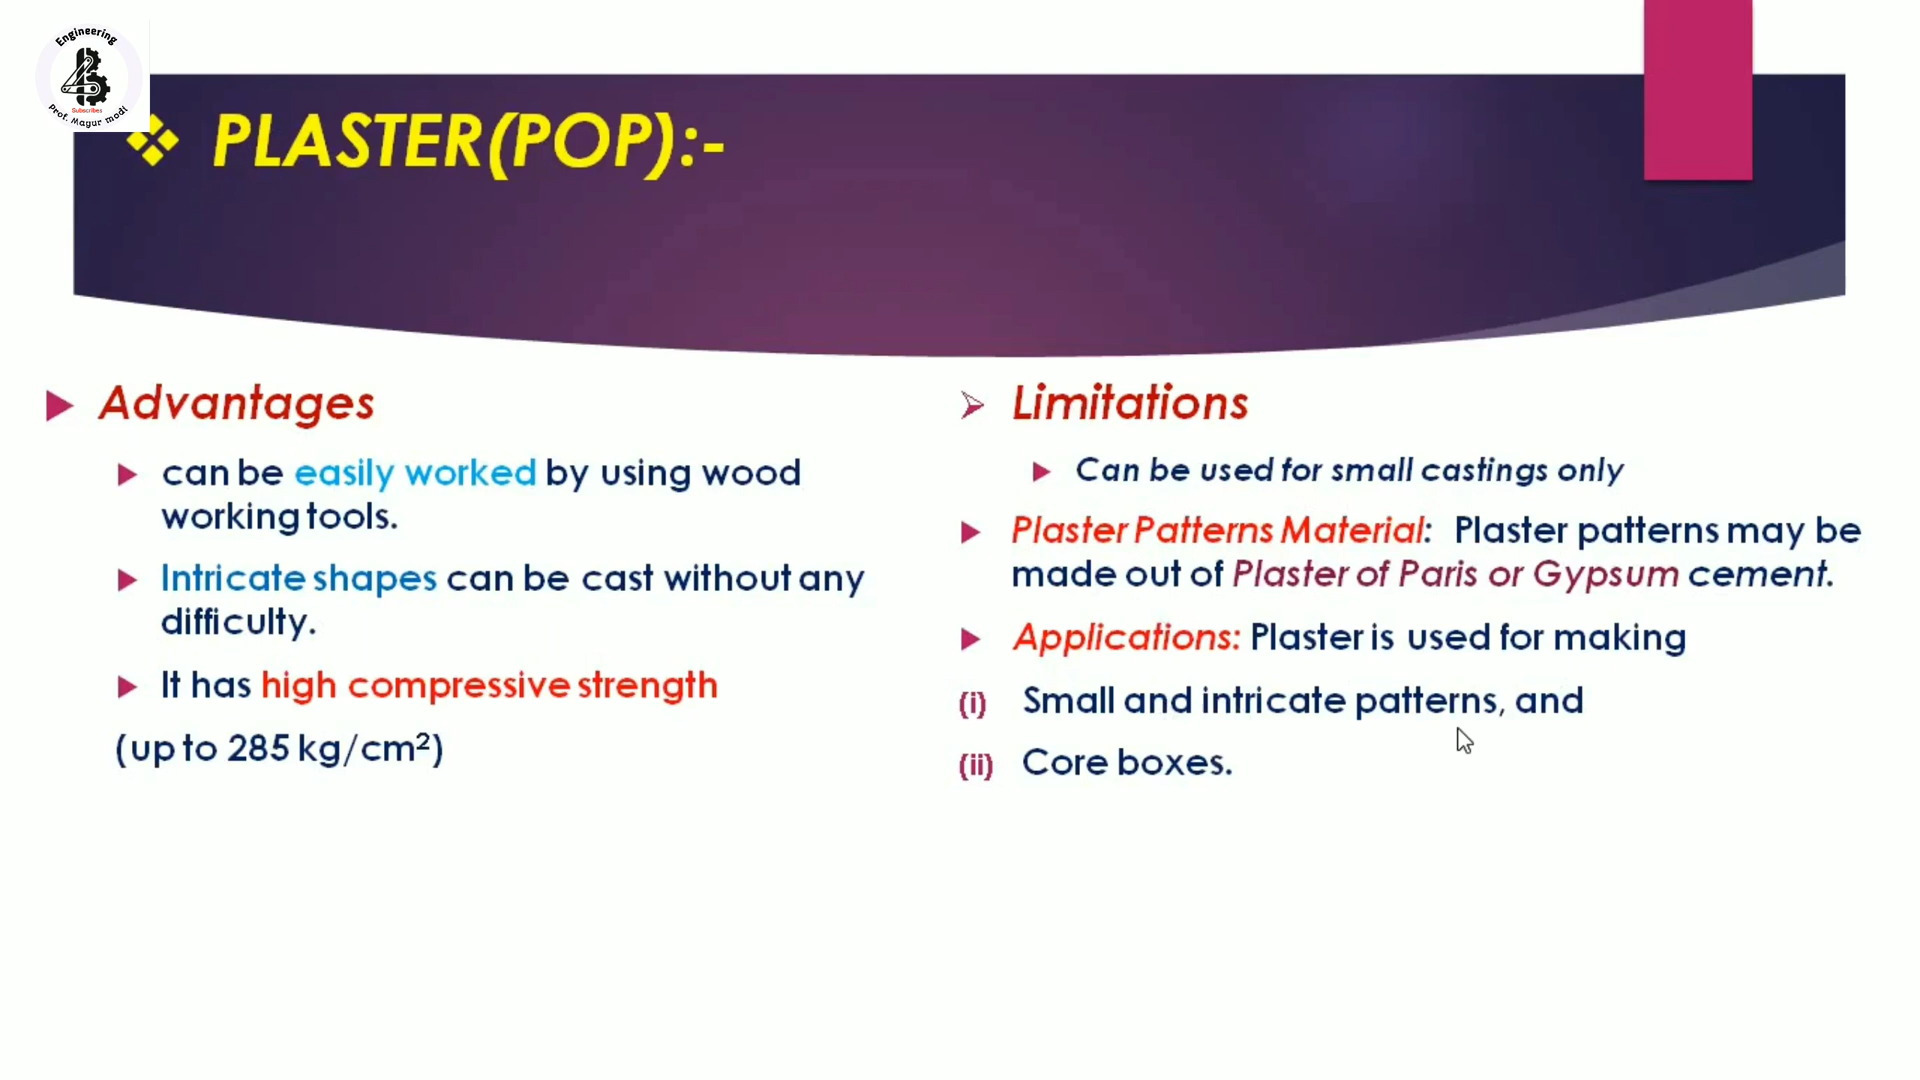 Engineering
Subscribes
Prof. Mayur modi
❖ PLASTER(POP):-
Advantages
can be easily worked by using wood
working tools.
Intricate shapes can be cast without any
difficulty.
It has high compressive strength
(up to 285 kg/cm²)
Limitations
Can be used for small castings only
Plaster Patterns Material: Plaster patterns may be
made out of Plaster of Paris or Gypsum cement.
Applications: Plaster is used for making
(i) Small and intricate patterns, and
(ii) Core boxes.